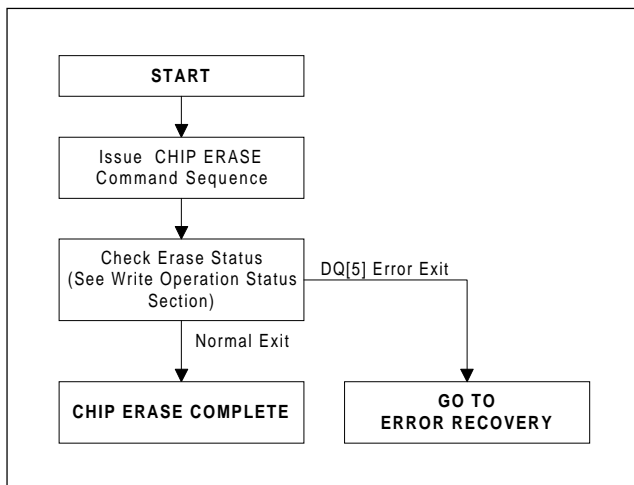 START
Issue CHIP ERASE
Command Sequence
Check Erase Status
(See Write Operation Status
Section)
DQ[5] Error Exit
Normal Exit
CHIP ERASE COMPLETE
GO TO
ERROR RECOVERY